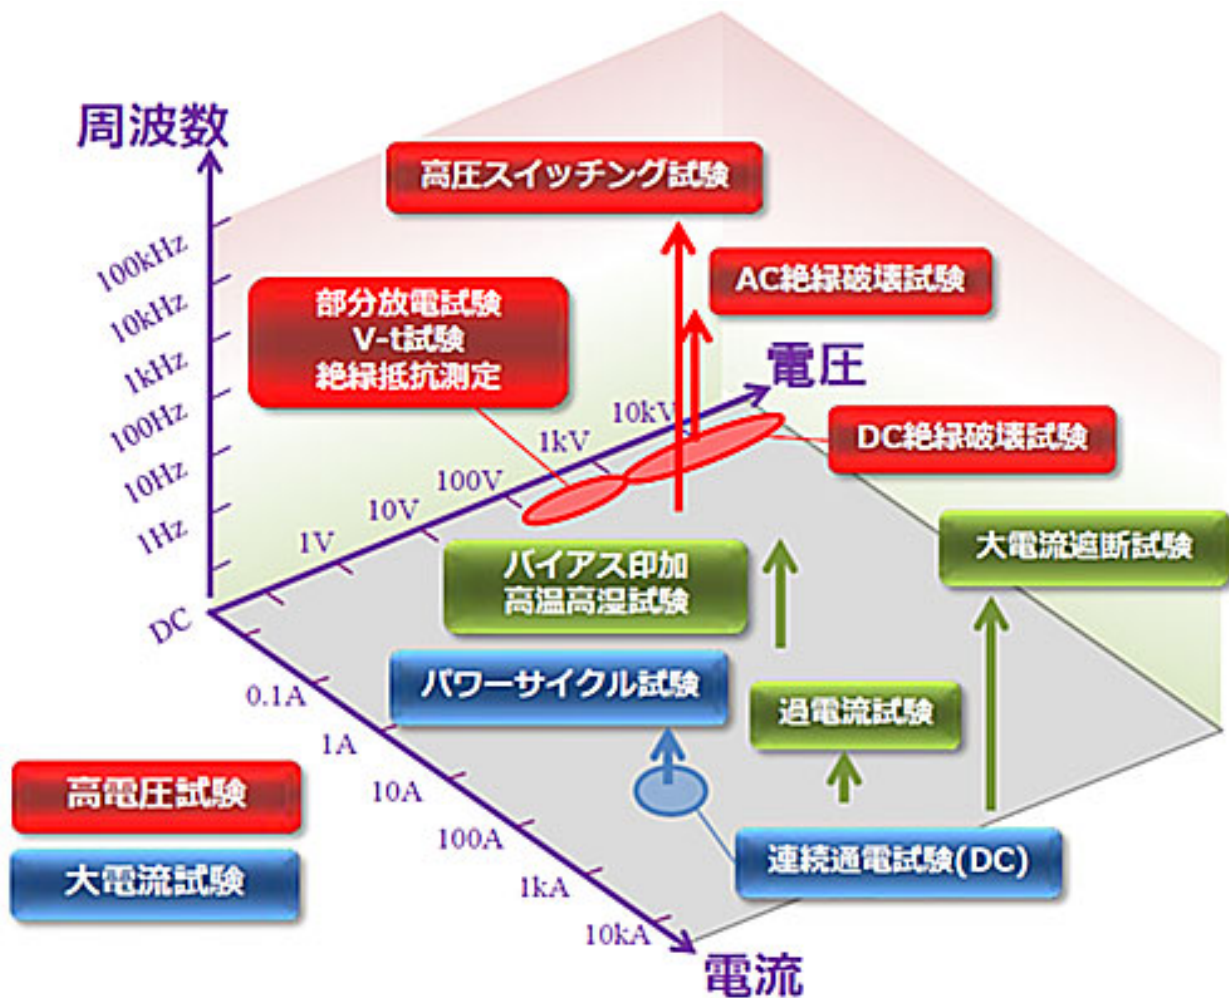 周波数
高圧スイッチング試験
100kHz
AC絶縁破壊試験
10kHz
部分放電試験
V-t試験
絶縁抵抗測定
1kHz
電圧
100Hz
10kV
DC絶縁破壊試験
1kV
10Hz
100V
1Hz
10V
1V
大電流遮断試験
バイアス印加
高温高湿試験
DC
0.1A
パワーサイクル試験
過電流試験
1A
高電圧試験
10A
100A
連続通電試験(DC)
大電流試験
1kA
10kA
電流